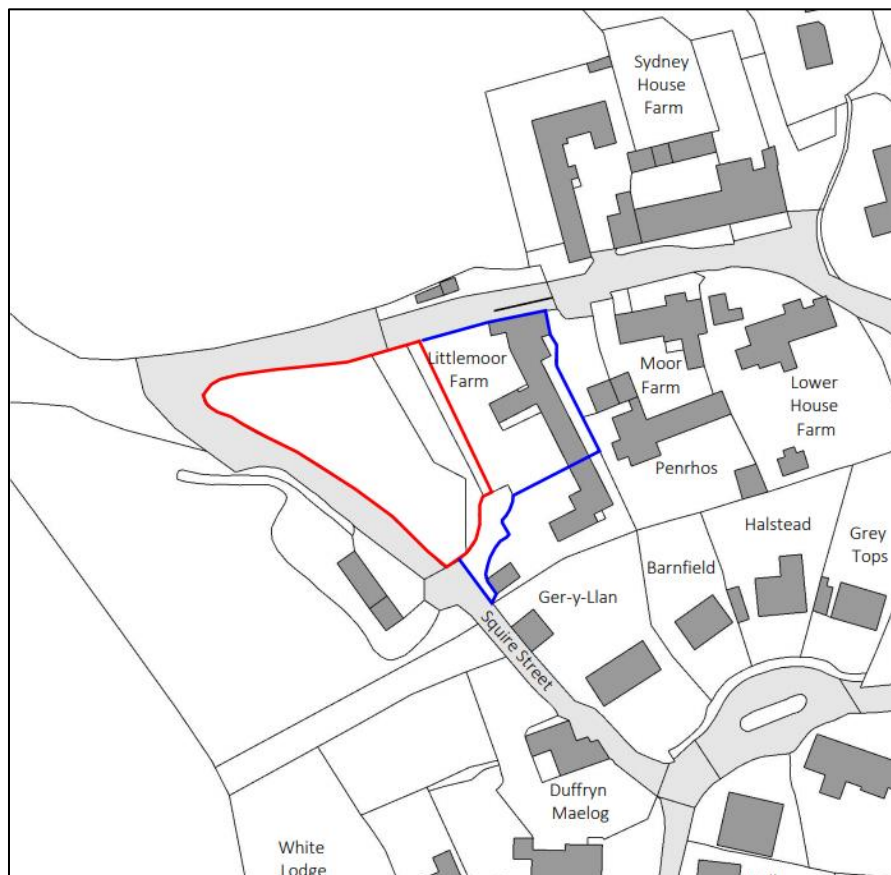 Sydney
House
Farm
Littlemoor
Farm
Moor
Farm
Lower
House
Farm
Penrhos
Halstead
Grey
Tops
Barnfield
Ger-y-Llan
Squire Street
Duffryn
Maelog
White
Lodge